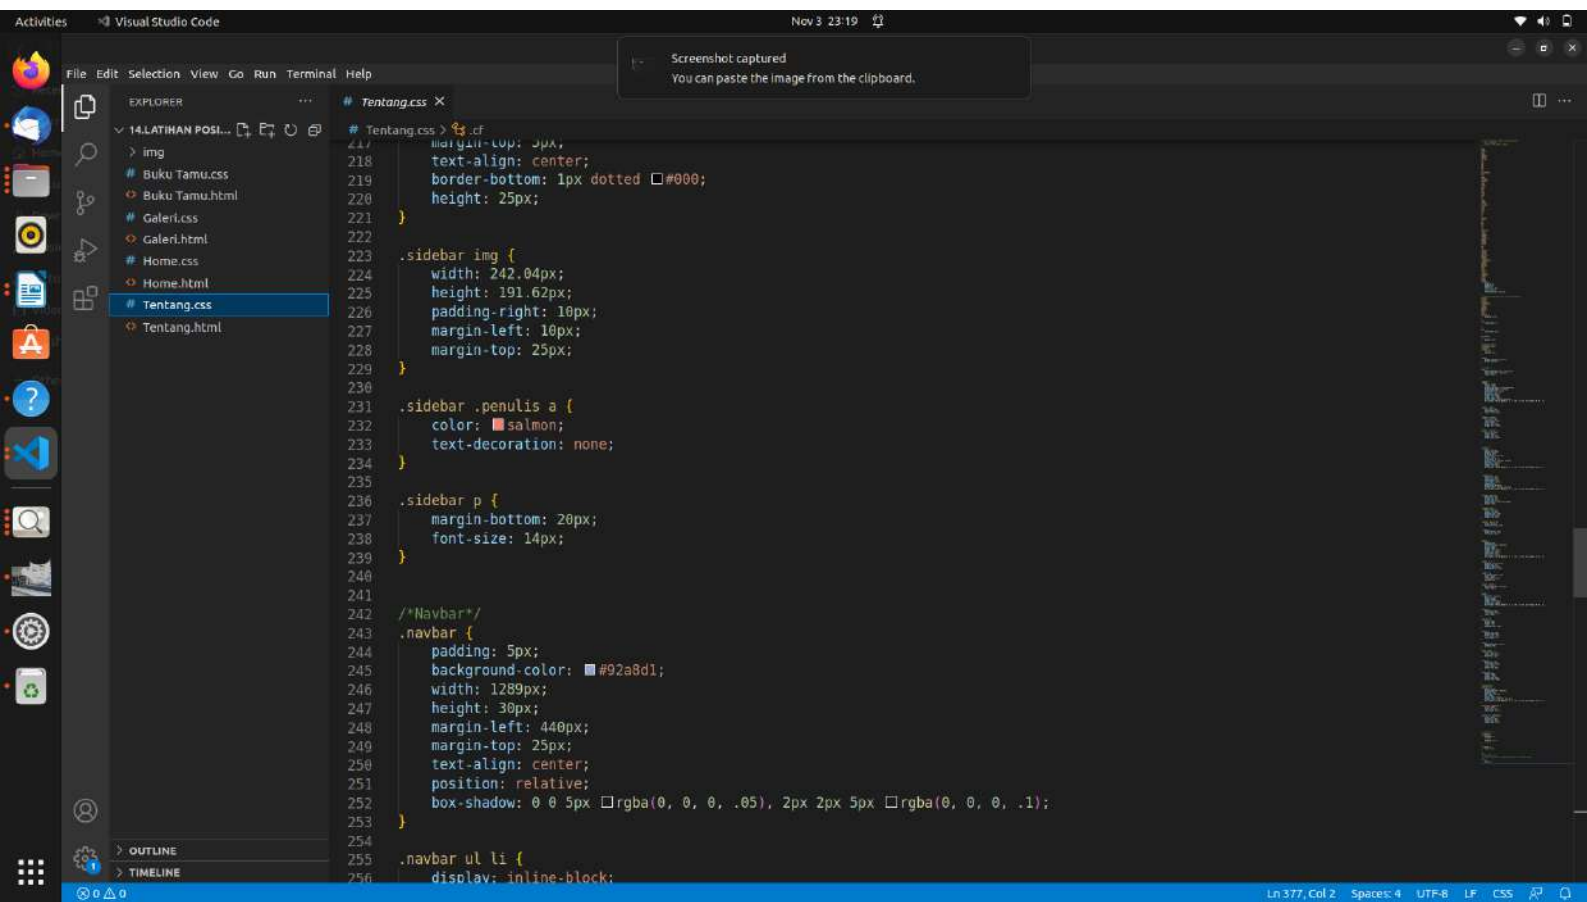 Activities Visual Studio Code Nov 3 23:19
Screenshot captured
You can paste the image from the clipboard.
File Edit Selection View Go Run Terminal Help
EXPLORER ··· # Tentang.css ×
14.LATIHAN POSI... # Tentang.css > .cf
> img
# Buku Tamu.css
<> Buku Tamu.html
# Galeri.css
<> Galeri.html
# Home.css
<> Home.html
# Tentang.css
<> Tentang.html
217 margin-top: 5px;
218 text-align: center;
219 border-bottom: 1px dotted #000;
220 height: 25px;
221 }
222
223 .sidebar img {
224 width: 242.04px;
225 height: 191.62px;
226 padding-right: 10px;
227 margin-left: 10px;
228 margin-top: 25px;
229 }
230
231 .sidebar .penulis a {
232 color: salmon;
233 text-decoration: none;
234 }
235
236 .sidebar p {
237 margin-bottom: 20px;
238 font-size: 14px;
239 }
240
241
242 /*Navbar*/
243 .navbar {
244 padding: 5px;
245 background-color: #92a8d1;
246 width: 1289px;
247 height: 30px;
248 margin-left: 440px;
249 margin-top: 25px;
250 text-align: center;
251 position: relative;
252 box-shadow: 0 0 5px rgba(0, 0, 0, .05), 2px 2px 5px rgba(0, 0, 0, .1);
253 }
254
255 .navbar ul li {
256 display: inline-block;
> OUTLINE
> TIMELINE
1
0 0 Ln 377, Col 2 Spaces: 4 UTF-8 LF CSS